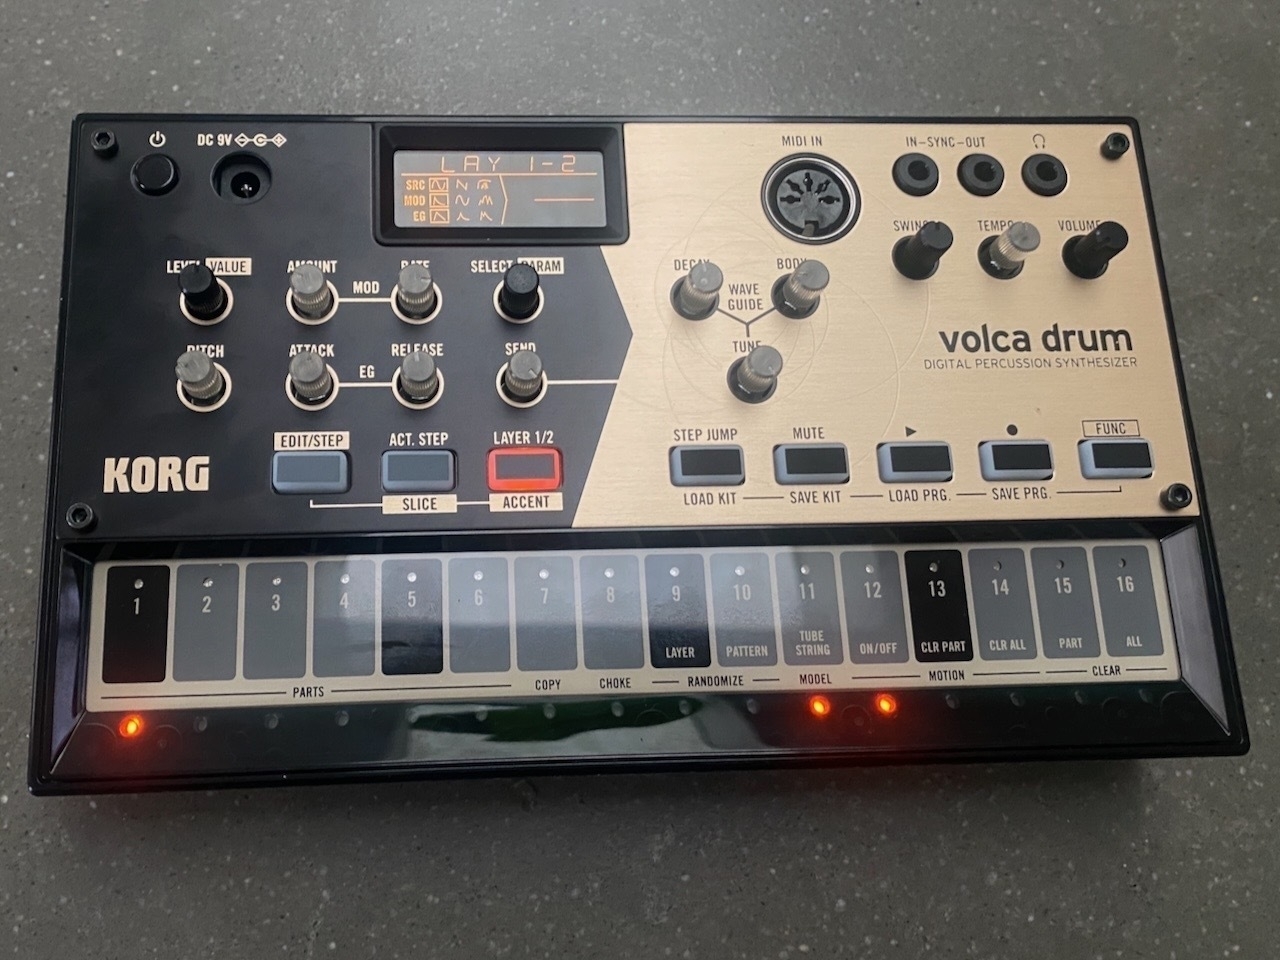 DC 9V
LAY 1-2
SRC
MOD
EG
MIDI IN
IN-SYNC-OUT
SWING
TEMPO
VOLUME
LEVEL VALUE
AMOUNT
MOD
RATE
SELECT PARAM
DECAY
BODY
WAVE
GUIDE
TUNE
PITCH
ATTACK
EG
RELEASE
SEND
volca drum
DIGITAL PERCUSSION SYNTHESIZER
KORG
EDIT/STEP
ACT. STEP
LAYER 1/2
SLICE
ACCENT
STEP JUMP
MUTE
FUNC
LOAD KIT
SAVE KIT
LOAD PRG.
SAVE PRG.
1 2 3 4 5 6 7 8 9 10 11 12 13 14 15 16
LAYER
PATTERN
TUBE
STRING
ON/OFF
CLR PART
CLR ALL
PART
ALL
PARTS
COPY
CHOKE
RANDOMIZE
MODEL
MOTION
CLEAR